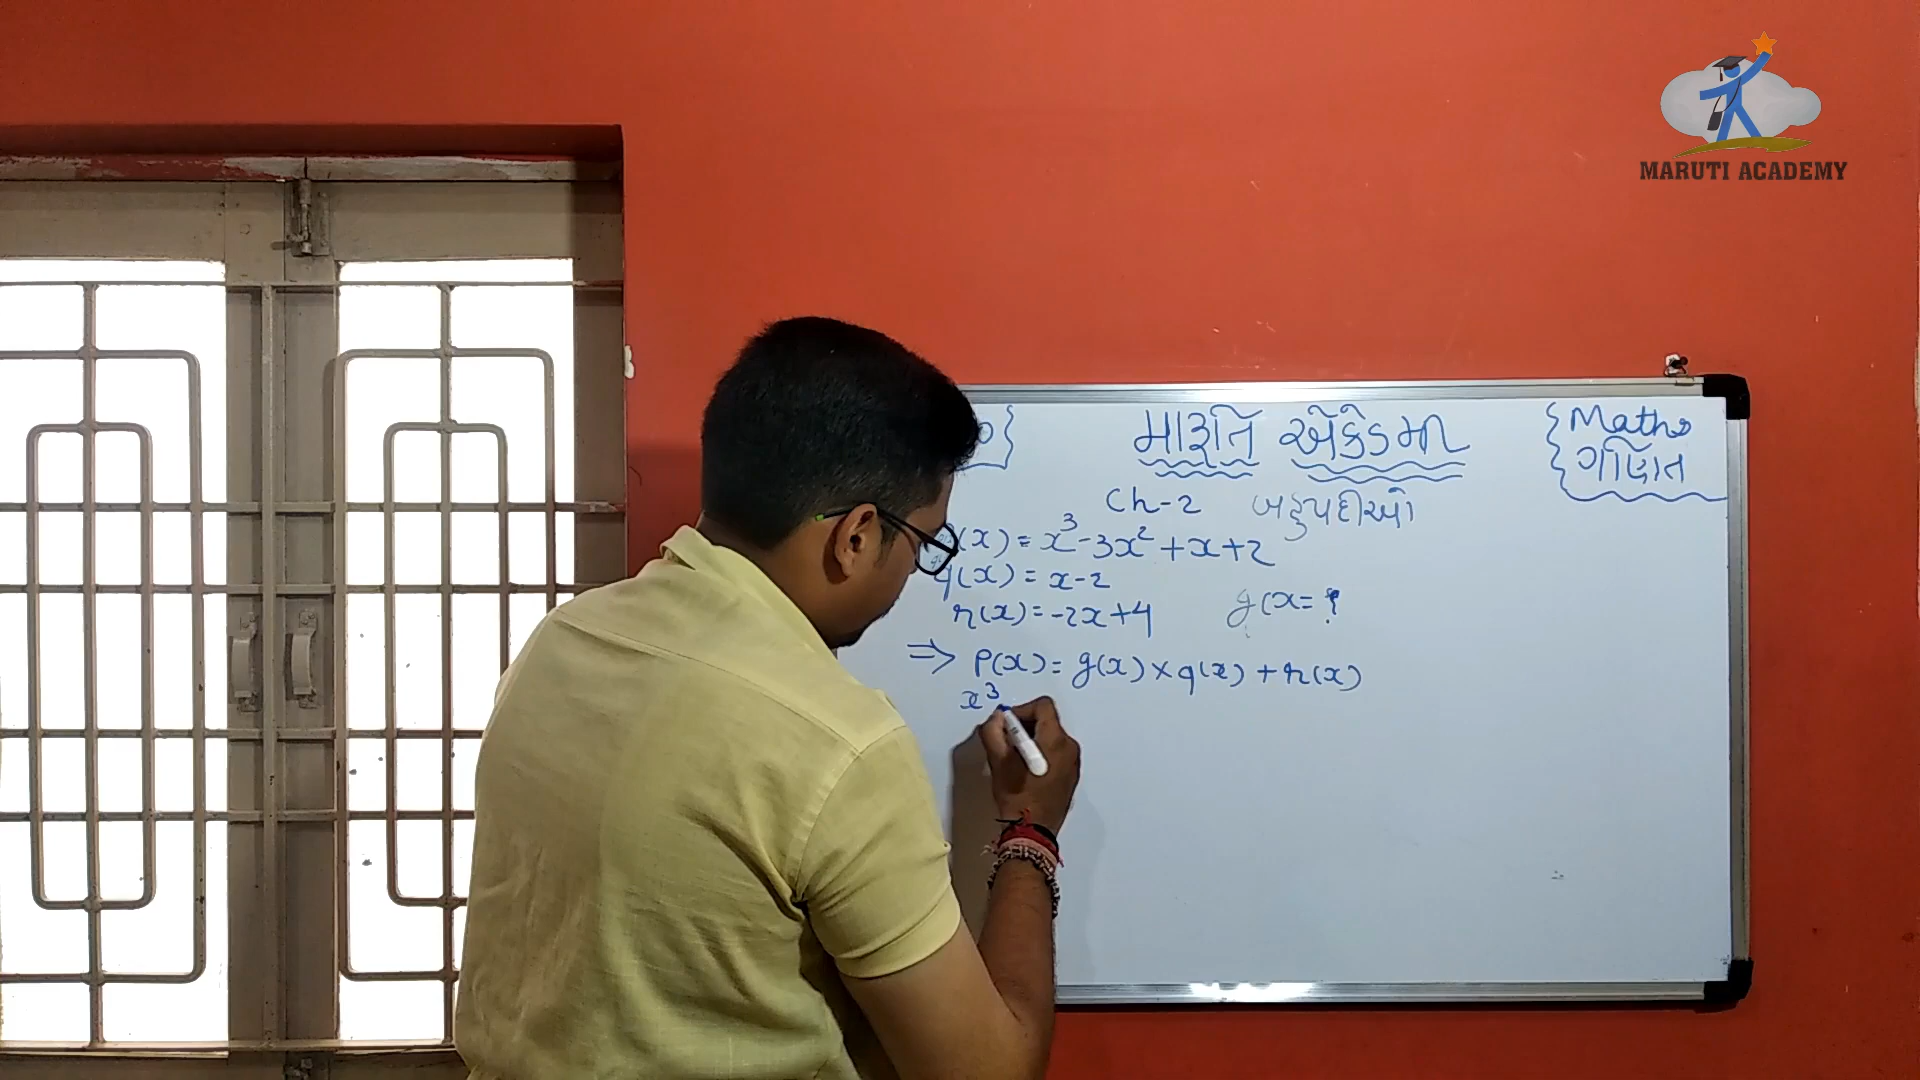 MARUTI ACADEMY
મારૂતિ એકેડમી
Maths
ગણિત
Ch-2 બહુપદીઓ
(x) = x³ - 3x² + x + 2
q(x) = x - 2
r(x) = -2x + 4 g(x = ?
⇒ P(x) = g(x) × q(x) + r(x)
x³